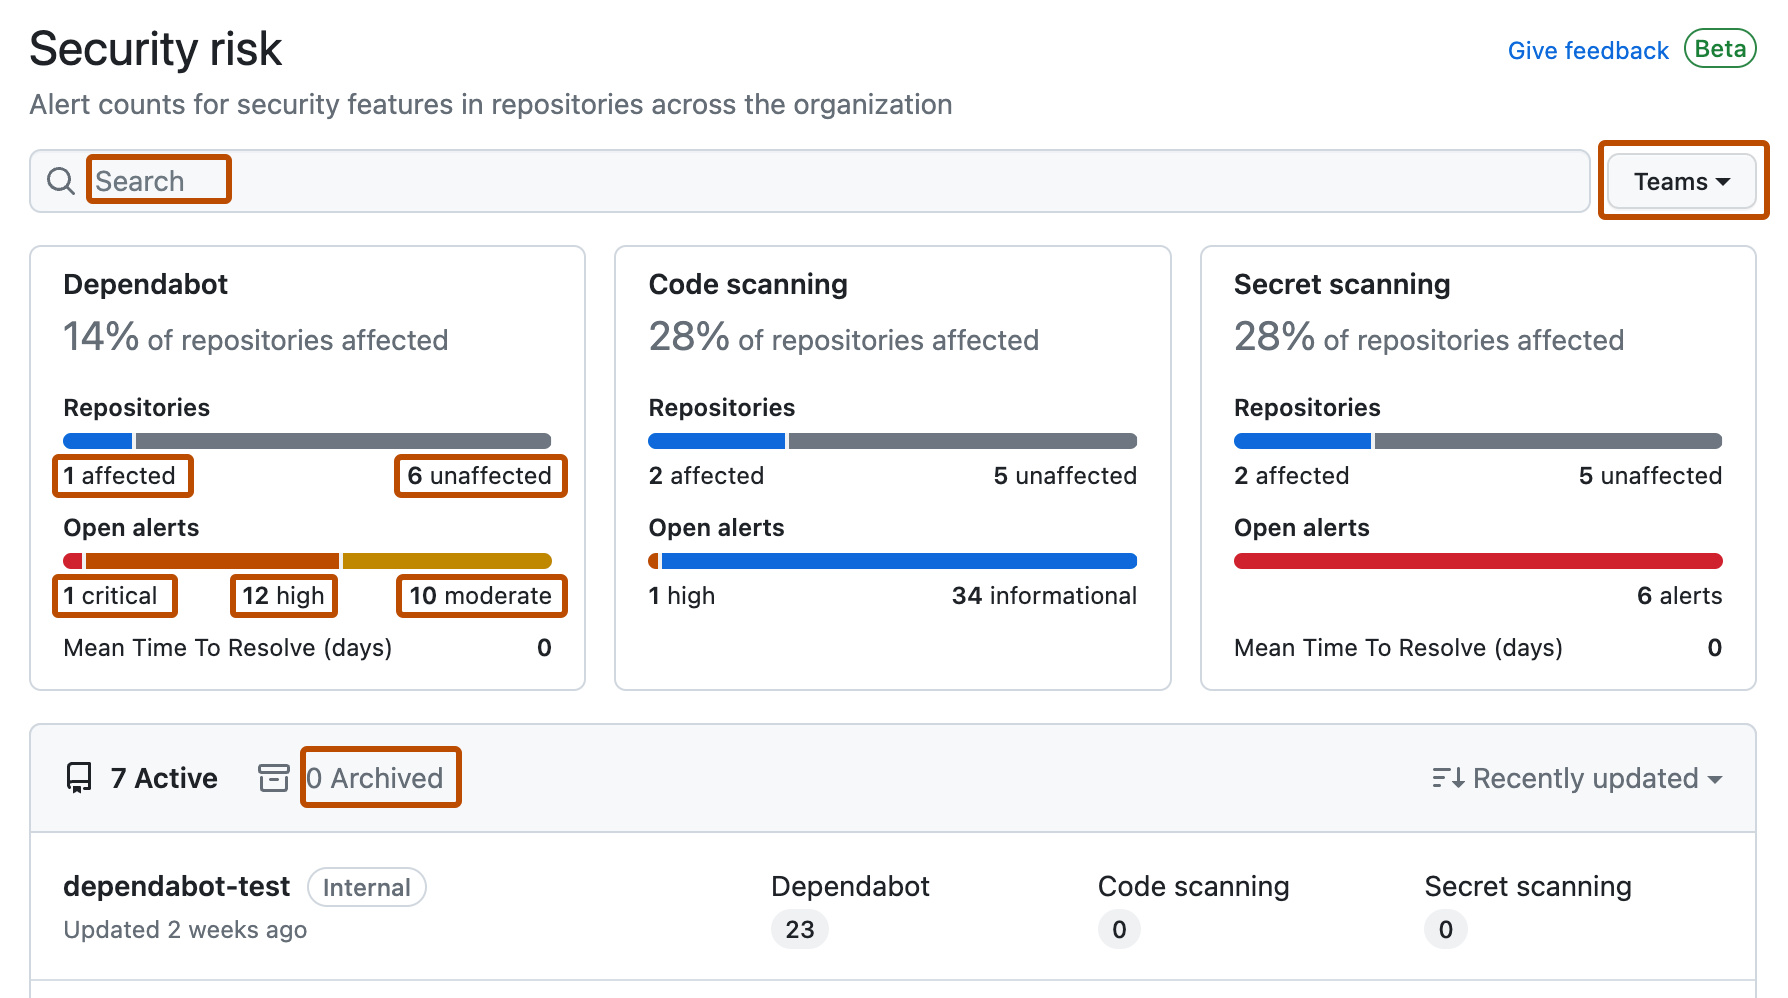 Security risk
Give feedback Beta
Alert counts for security features in repositories across the organization
Search
Teams
Dependabot
14% of repositories affected
Repositories
1 affected 6 unaffected
Open alerts
1 critical 12 high 10 moderate
Mean Time To Resolve (days) 0
Code scanning
28% of repositories affected
Repositories
2 affected 5 unaffected
Open alerts
1 high 34 informational
Secret scanning
28% of repositories affected
Repositories
2 affected 5 unaffected
Open alerts
6 alerts
Mean Time To Resolve (days) 0
7 Active 0 Archived Recently updated
dependabot-test Internal Dependabot Code scanning Secret scanning
Updated 2 weeks ago 23 0 0